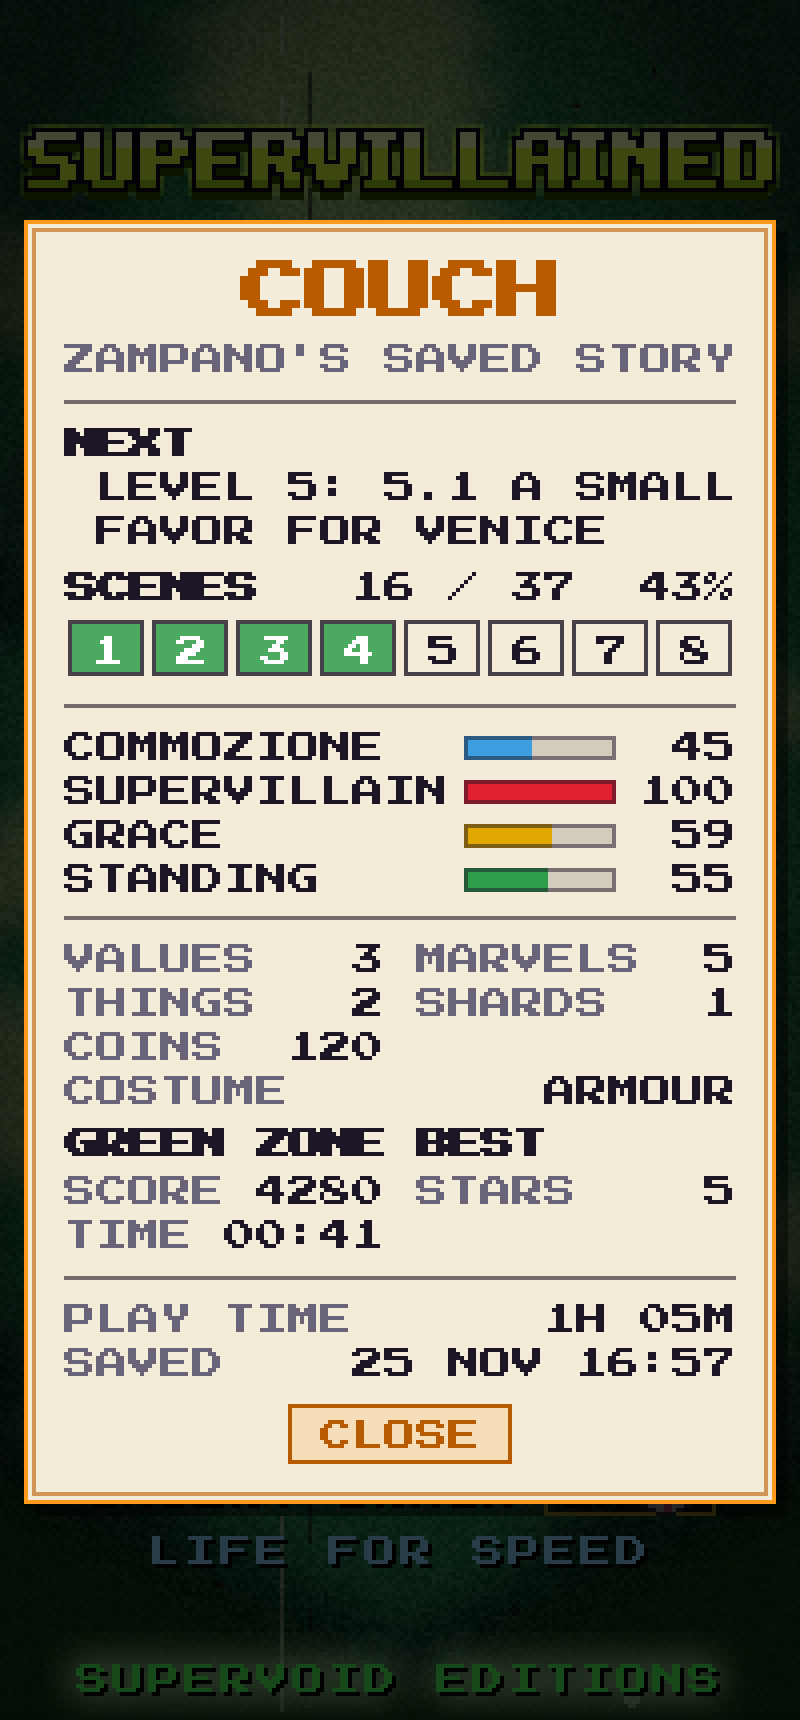 SUPERVILLAINED
COUCH
ZAMPANO'S SAVED STORY
NEXT
LEVEL 5: 5.1 A SMALL
FAVOR FOR VENICE
SCENES 16 / 37 43%
1 2 3 4 5 6 7 8
COMMOZIONE 45
SUPERVILLAIN 100
GRACE 59
STANDING 55
VALUES 3 MARVELS 5
THINGS 2 SHARDS 1
COINS 120
COSTUME ARMOUR
GREEN ZONE BEST
SCORE 4280 STARS 5
TIME 00:41
PLAY TIME 1H 05M
SAVED 25 NOV 16:57
CLOSE
LIFE FOR SPEED
SUPERVOID EDITIONS